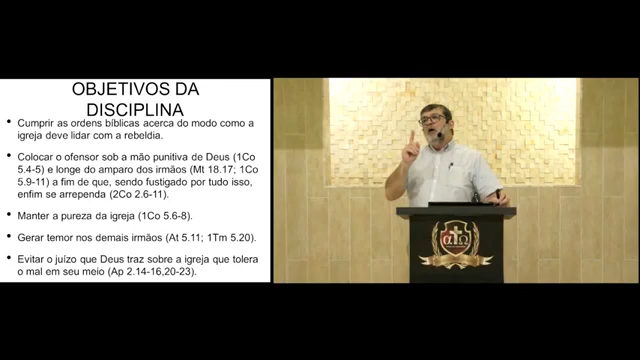 OBJETIVOS DA
DISCIPLINA
• Cumprir as ordens bíblicas acerca do modo como a
igreja deve lidar com a rebeldia.
• Colocar o ofensor sob a mão punitiva de Deus (1Co
5.4-5) e longe do amparo dos irmãos (Mt 18.17; 1Co
5.9-11) a fim de que, sendo fustigado por tudo isso,
enfim se arrependa (2Co 2.6-11).
• Manter a pureza da igreja (1Co 5.6-8).
• Gerar temor nos demais irmãos (At 5.11; 1Tm 5.20).
• Evitar o juízo que Deus traz sobre a igreja que tolera
o mal em seu meio (Ap 2.14-16,20-23).
α Ω